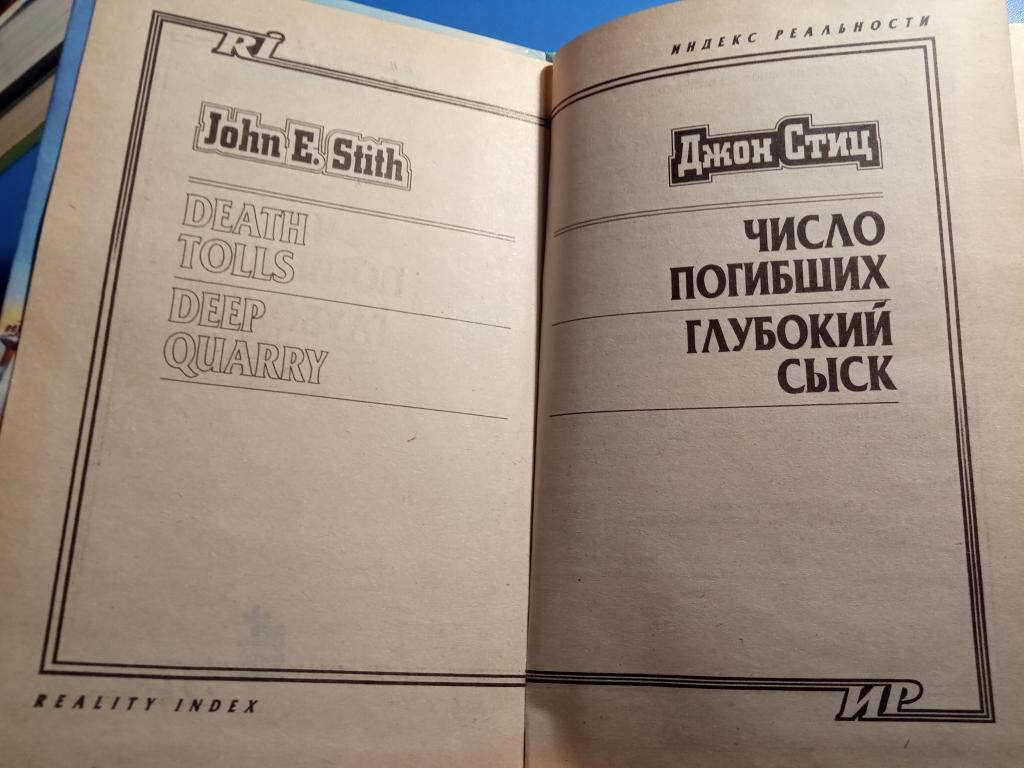 Ri
John E. Stith
DEATH
TOLLS
DEEP
QUARRY
REALITY INDEX
ИНДЕКС РЕАЛЬНОСТИ
Джон Стиц
ЧИСЛО
ПОГИБШИХ
ГЛУБОКИЙ
СЫСК
ИР